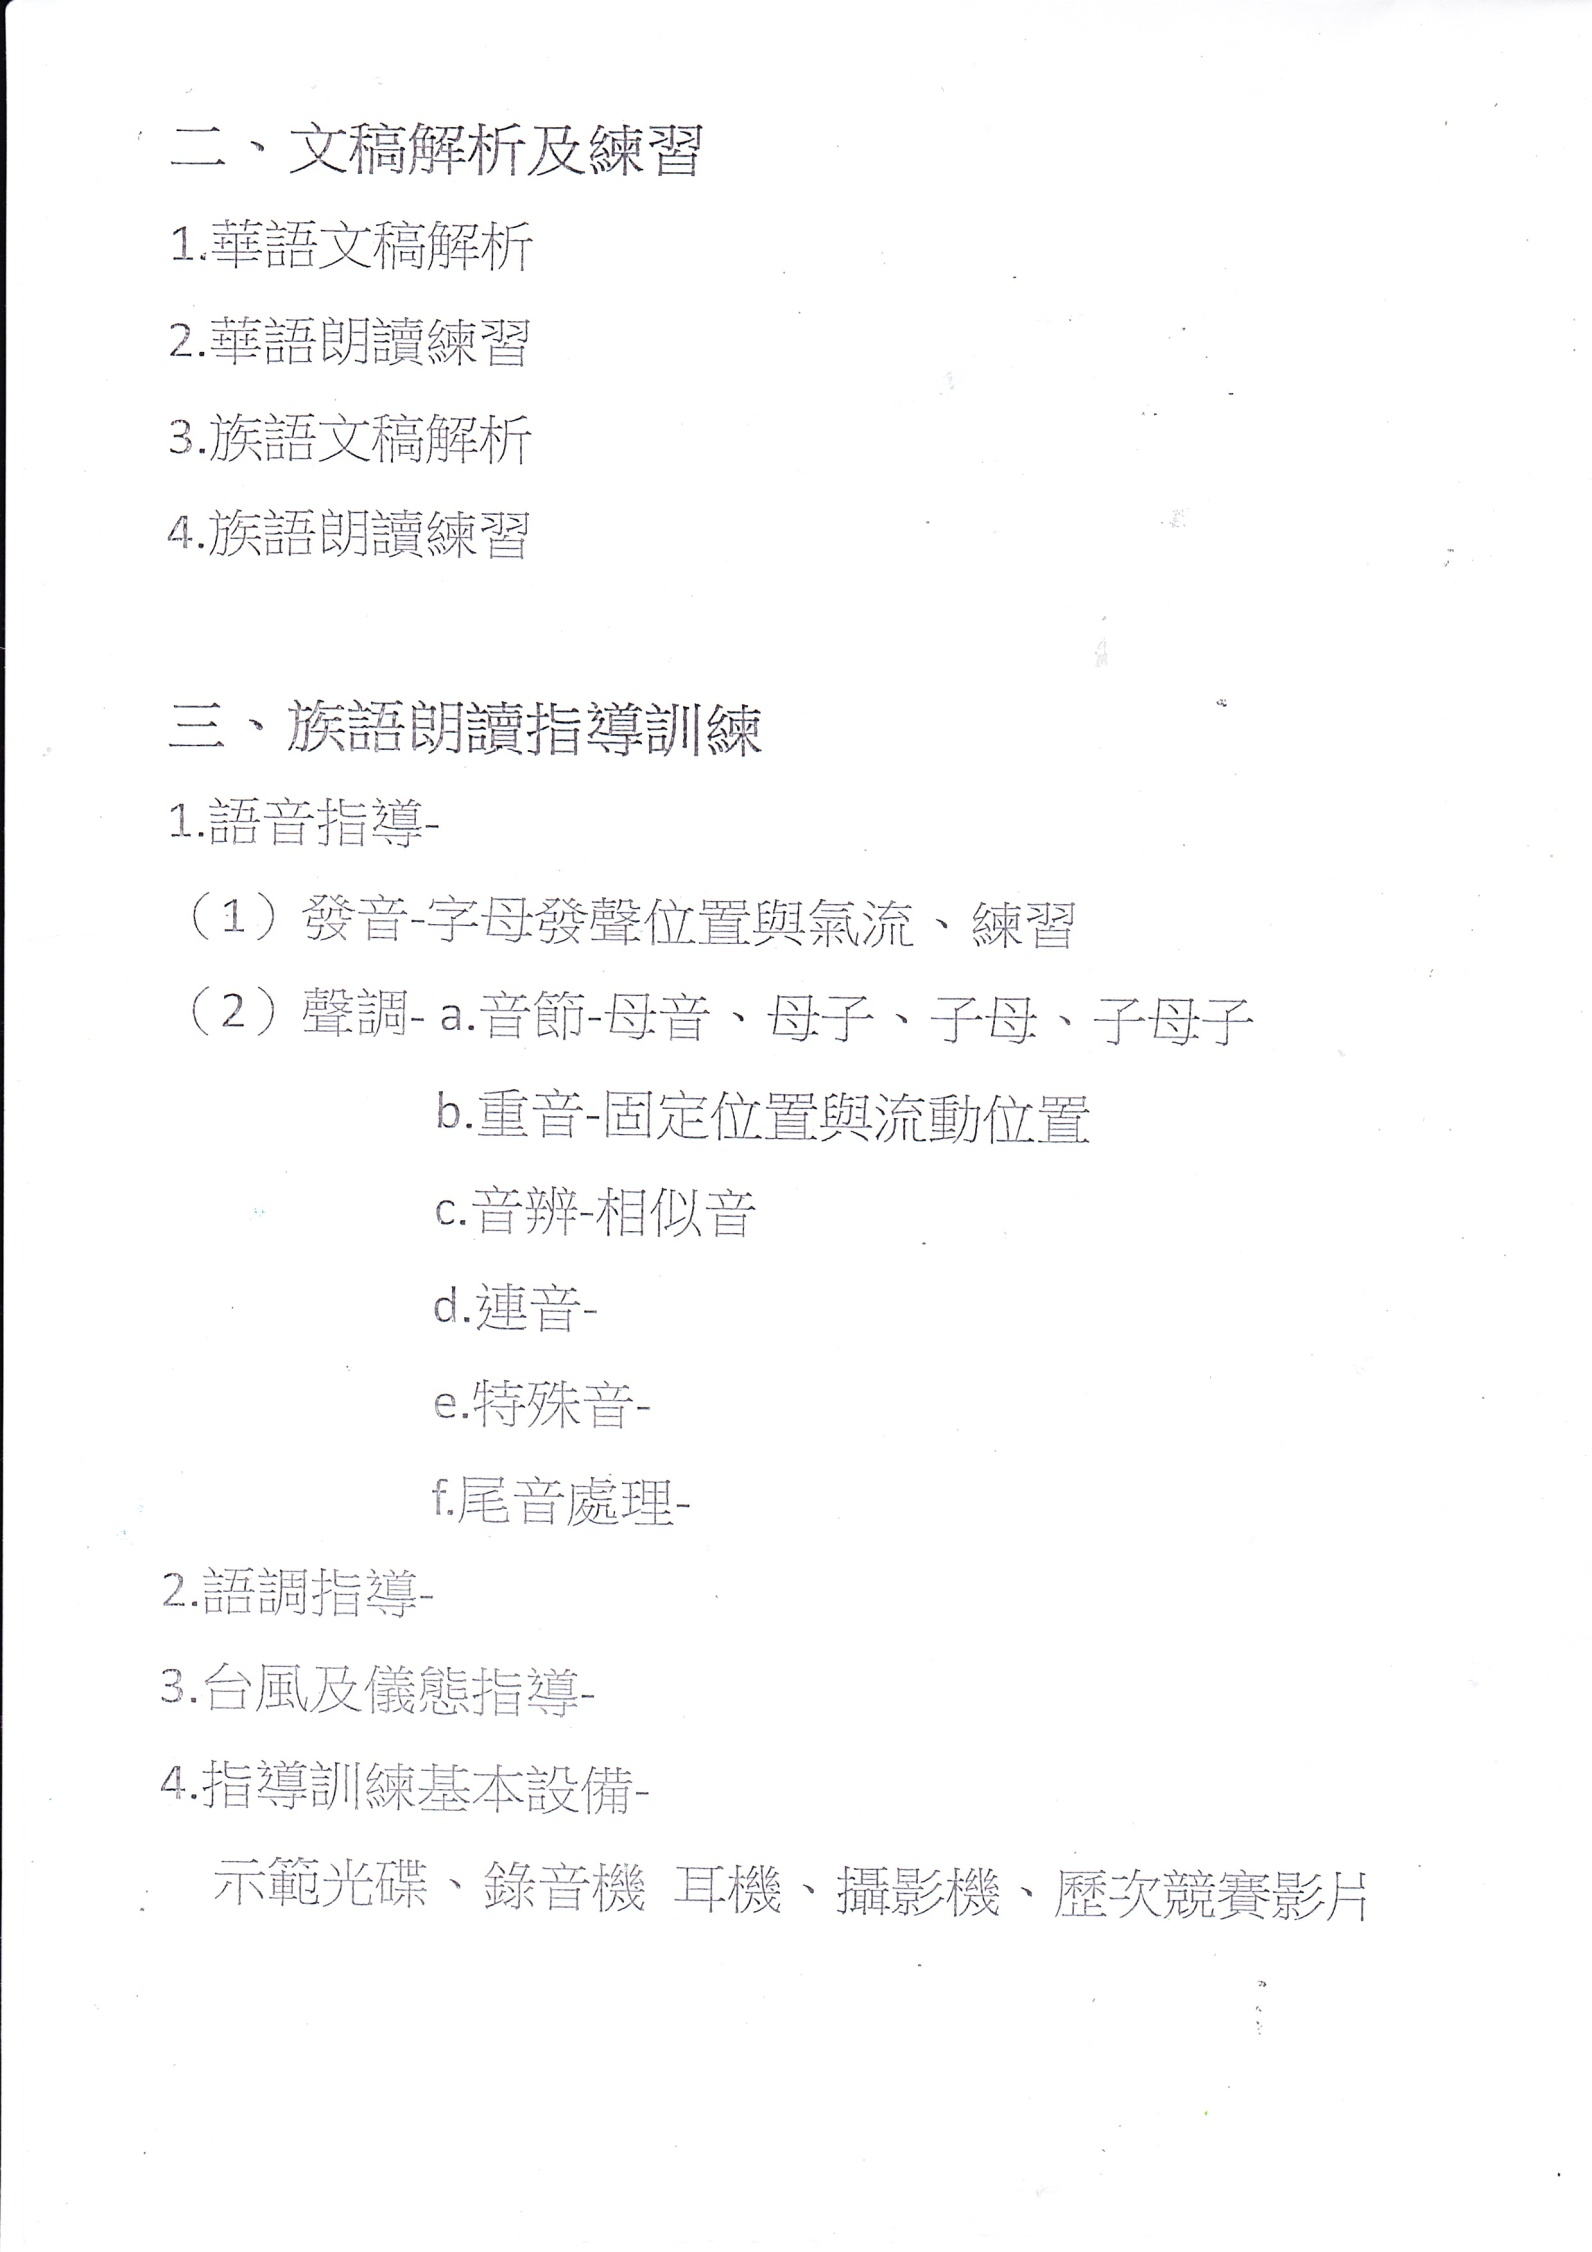 二、文稿解析及練習
1.華語文稿解析
2.華語朗讀練習
3.族語文稿解析
4.族語朗讀練習
三、族語朗讀指導訓練
1.語音指導-
（1）發音-字母發聲位置與氣流、練習
（2）聲調- a.音節-母音、母子、子母、子母子
b.重音-固定位置與流動位置
c.音辨-相似音
d.連音-
e.特殊音-
f.尾音處理-
2.語調指導-
3.台風及儀態指導-
4.指導訓練基本設備-
示範光碟、錄音機 耳機、攝影機、歷次競賽影片